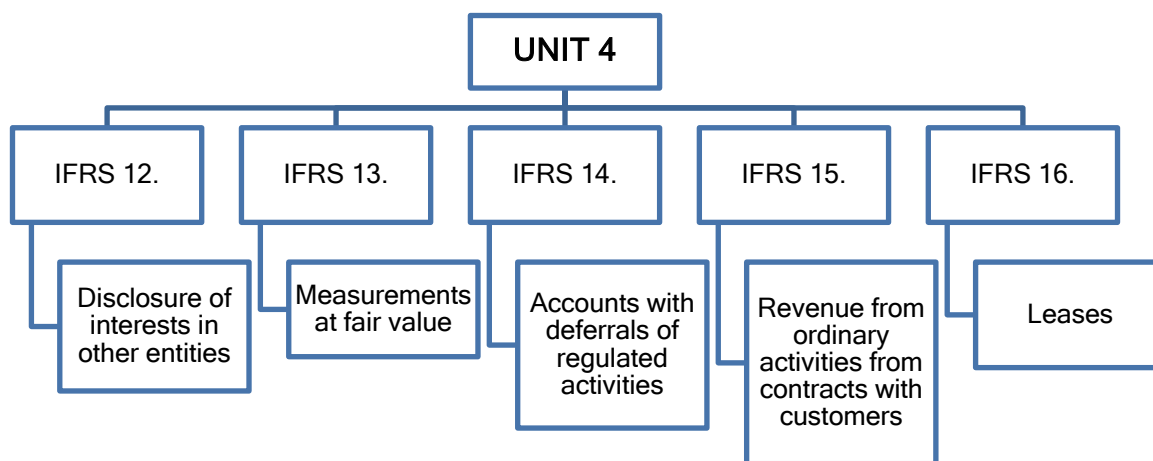 UNIT 4
IFRS 12.
IFRS 13.
IFRS 14.
IFRS 15.
IFRS 16.
Disclosure of
interests in
other entities
Measurements
at fair value
Accounts with
deferrals of
regulated
activities
Revenue from
ordinary
activities from
contracts with
customers
Leases